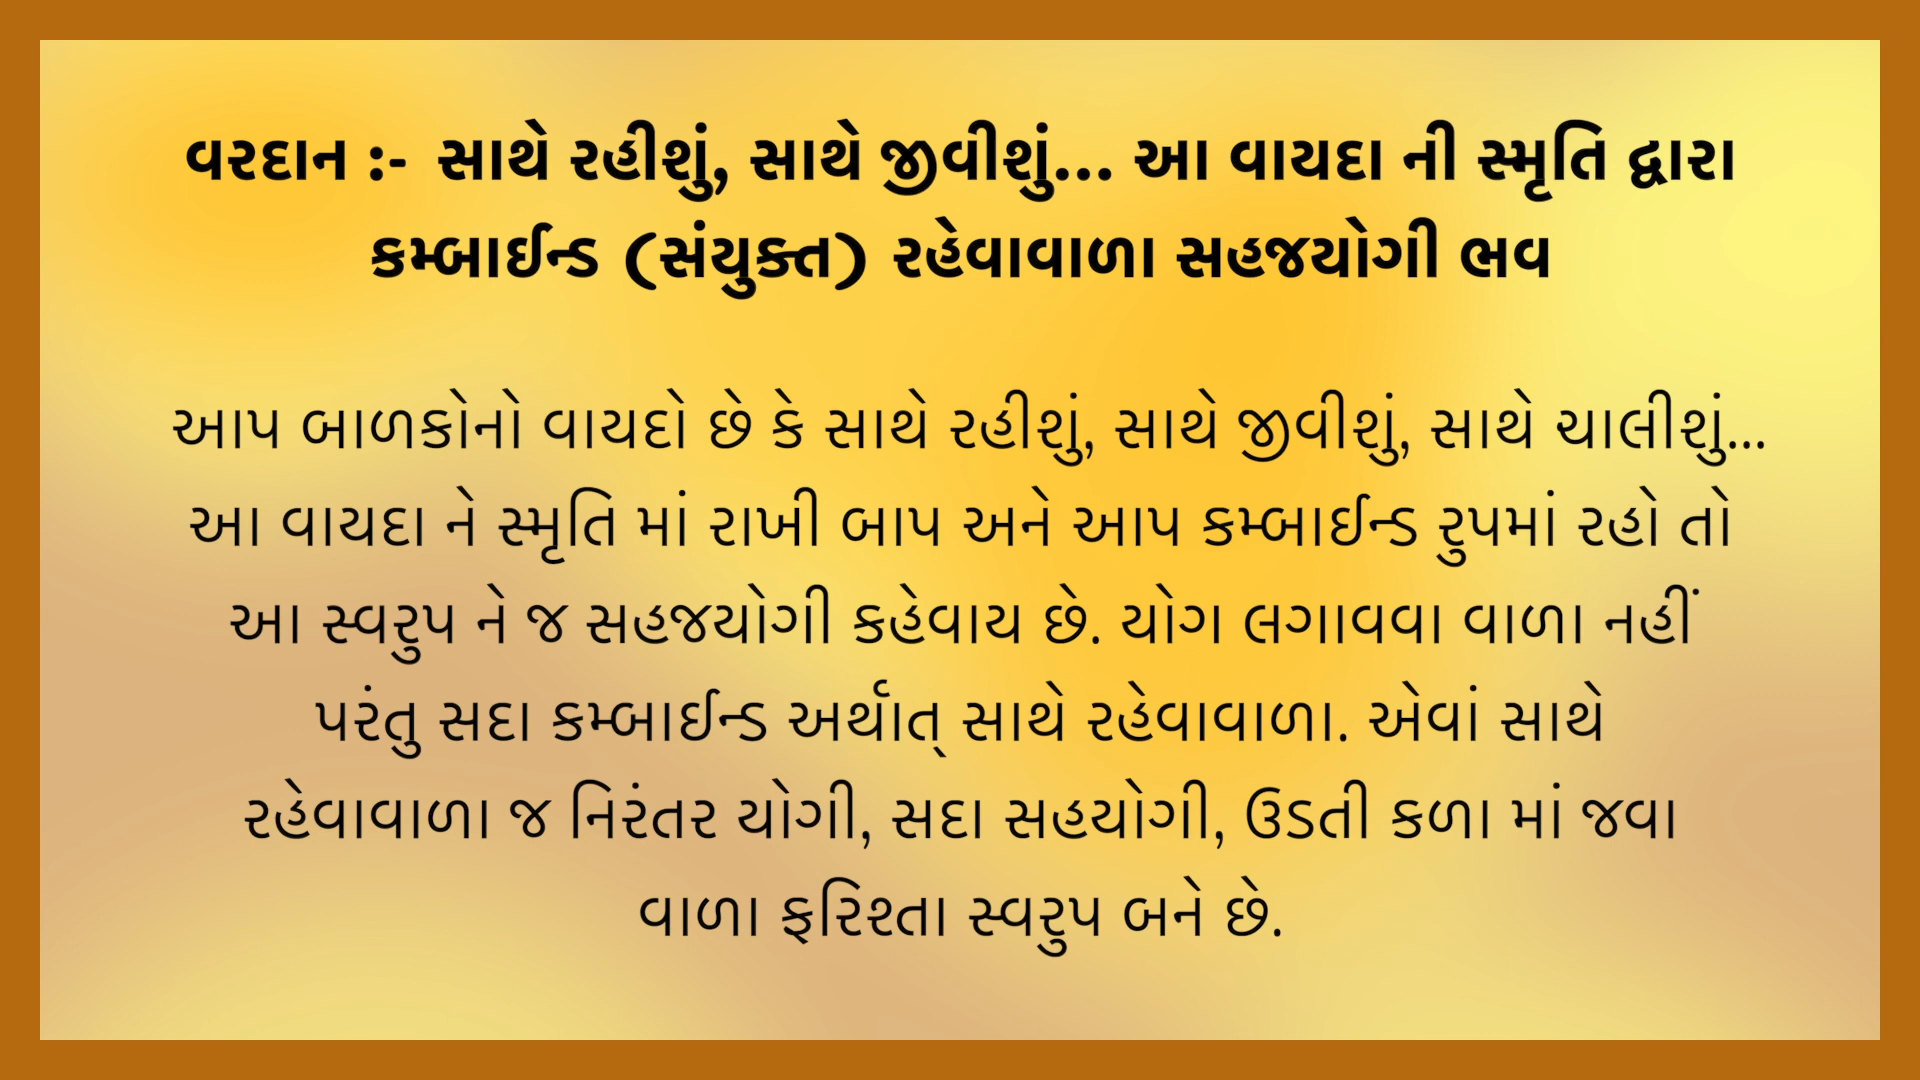 વરદાન :- સાથે રહીશું, સાથે જીવીશું... આ વાયદા ની સ્મૃતિ દ્વારા
કમ્બાઈન્ડ (સંયુક્ત) રહેવાવાળા સહજયોગી ભવ
આપ બાળકોનો વાયદો છે કે સાથે રહીશું, સાથે જીવીશું, સાથે ચાલીશું...
આ વાયદા ને સ્મૃતિ માં રાખી બાપ અને આપ કમ્બાઈન્ડ રુપમાં રહો તો
આ સ્વરુપ ને જ સહજયોગી કહેવાય છે. યોગ લગાવવા વાળા નહીં
પરંતુ સદા કમ્બાઈન્ડ અર્થાત્ સાથે રહેવાવાળા. એવાં સાથે
રહેવાવાળા જ નિરંતર યોગી, સદા સહયોગી, ઉડતી કળા માં જવા
વાળા ફરિશ્તા સ્વરુપ બને છે.